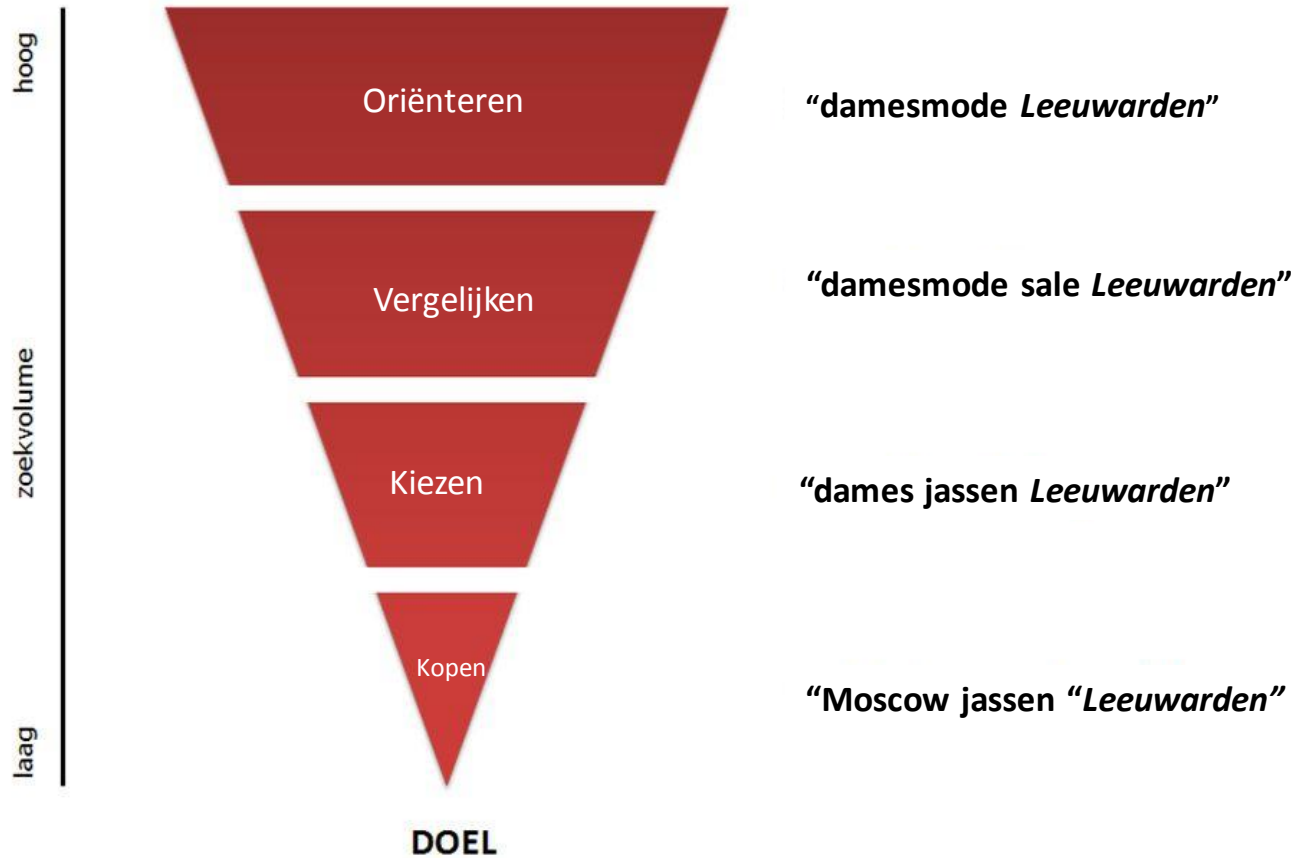 hoog
Oriënteren
“damesmode Leeuwarden”
Vergelijken
“damesmode sale Leeuwarden”
zoekvolume
Kiezen
“dames jassen Leeuwarden”
Kopen
“Moscow jassen “Leeuwarden”
laag
DOEL